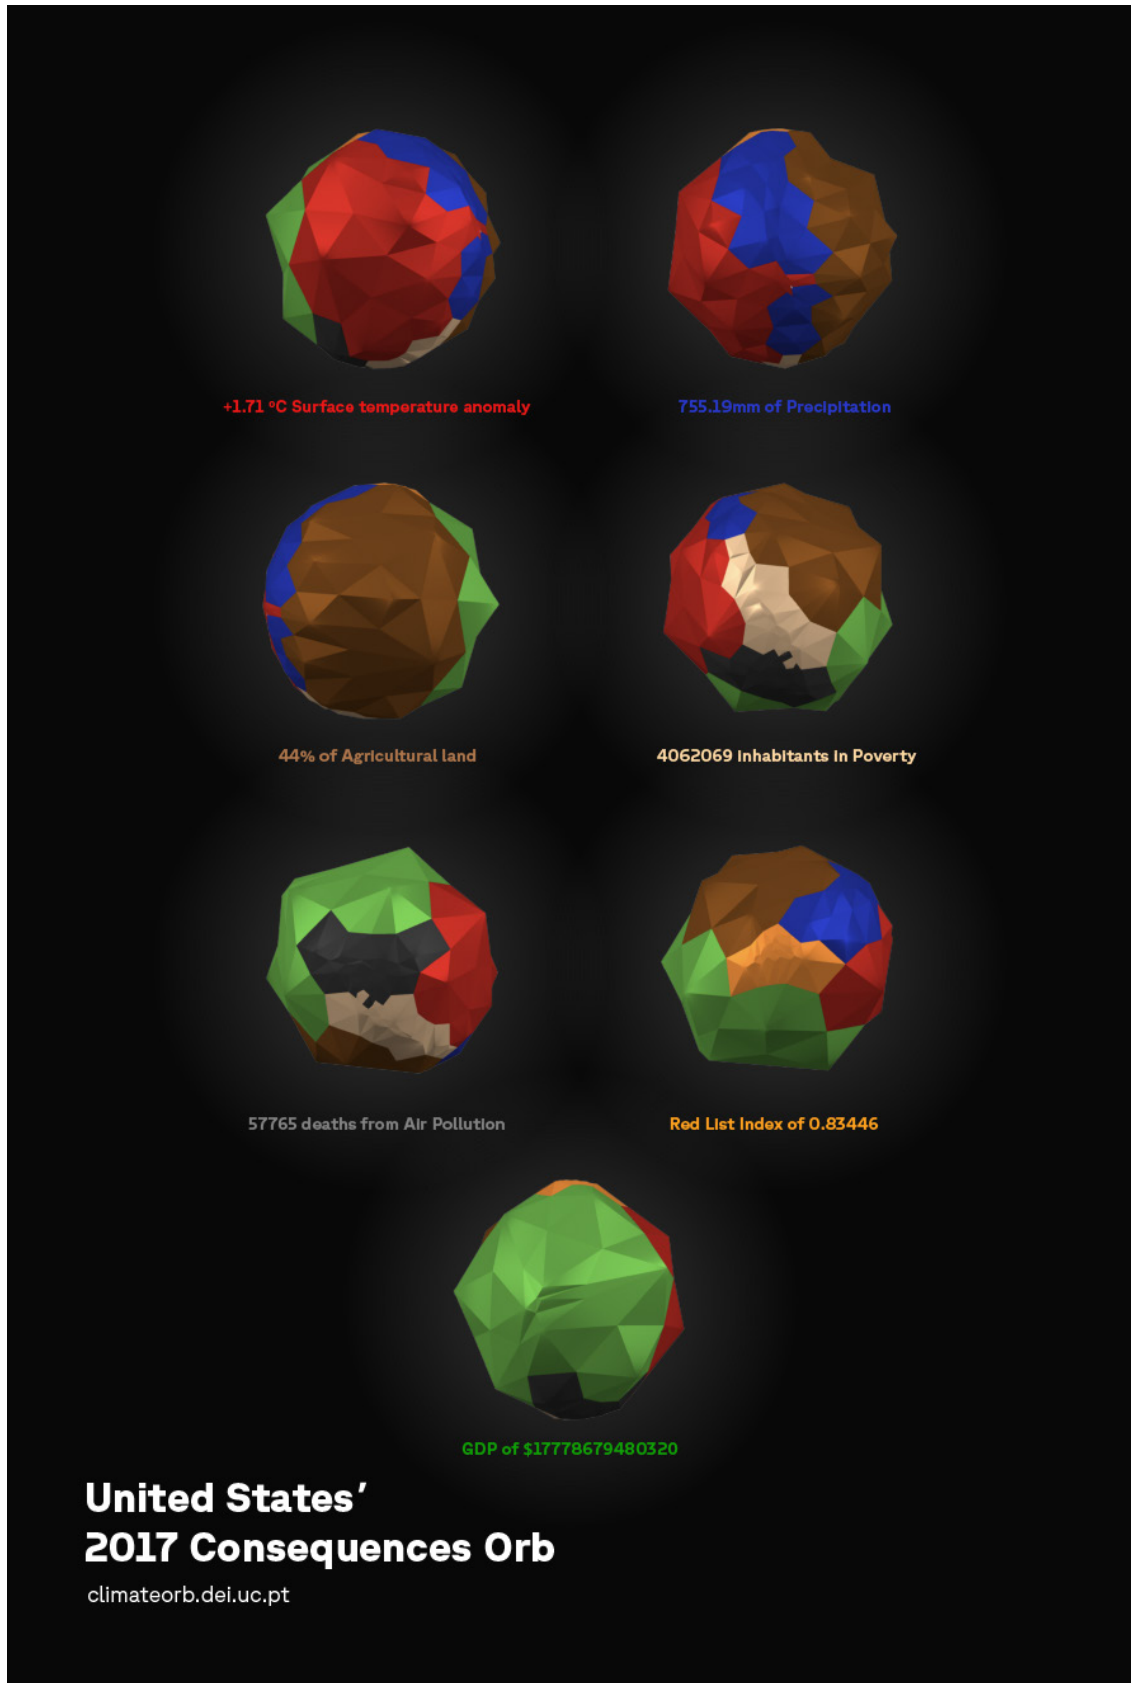 +1.71 ºC Surface temperature anomaly
755.19mm of Precipitation
44% of Agricultural land
4062069 inhabitants in Poverty
57765 deaths from Air Pollution
Red List Index of 0.83446
GDP of $17778679480320
United States’
2017 Consequences Orb
climateorb.dei.uc.pt